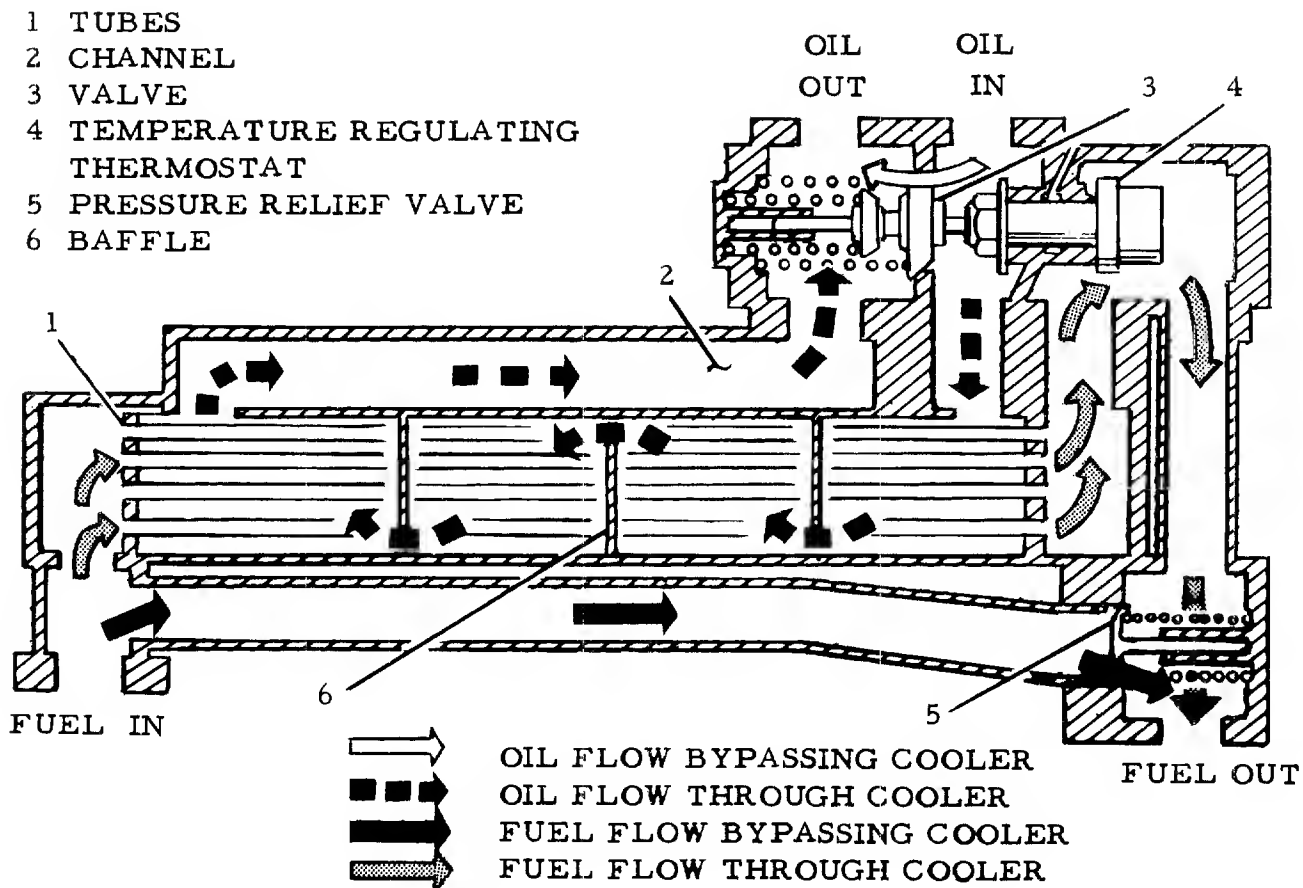 1 TUBES
2 CHANNEL
3 VALVE
4 TEMPERATURE REGULATING
THERMOSTAT
5 PRESSURE RELIEF VALVE
6 BAFFLE
OIL
OUT
OIL
IN
3
4
2
1
6
5
FUEL IN
FUEL OUT
OIL FLOW BYPASSING COOLER
OIL FLOW THROUGH COOLER
FUEL FLOW BYPASSING COOLER
FUEL FLOW THROUGH COOLER